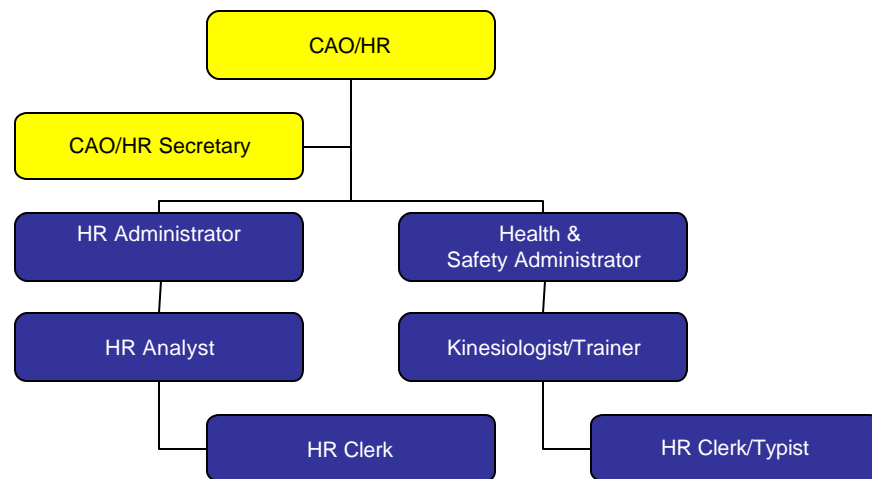 CAO/HR
CAO/HR Secretary
HR Administrator
Health &
Safety Administrator
HR Analyst
Kinesiologist/Trainer
HR Clerk
HR Clerk/Typist